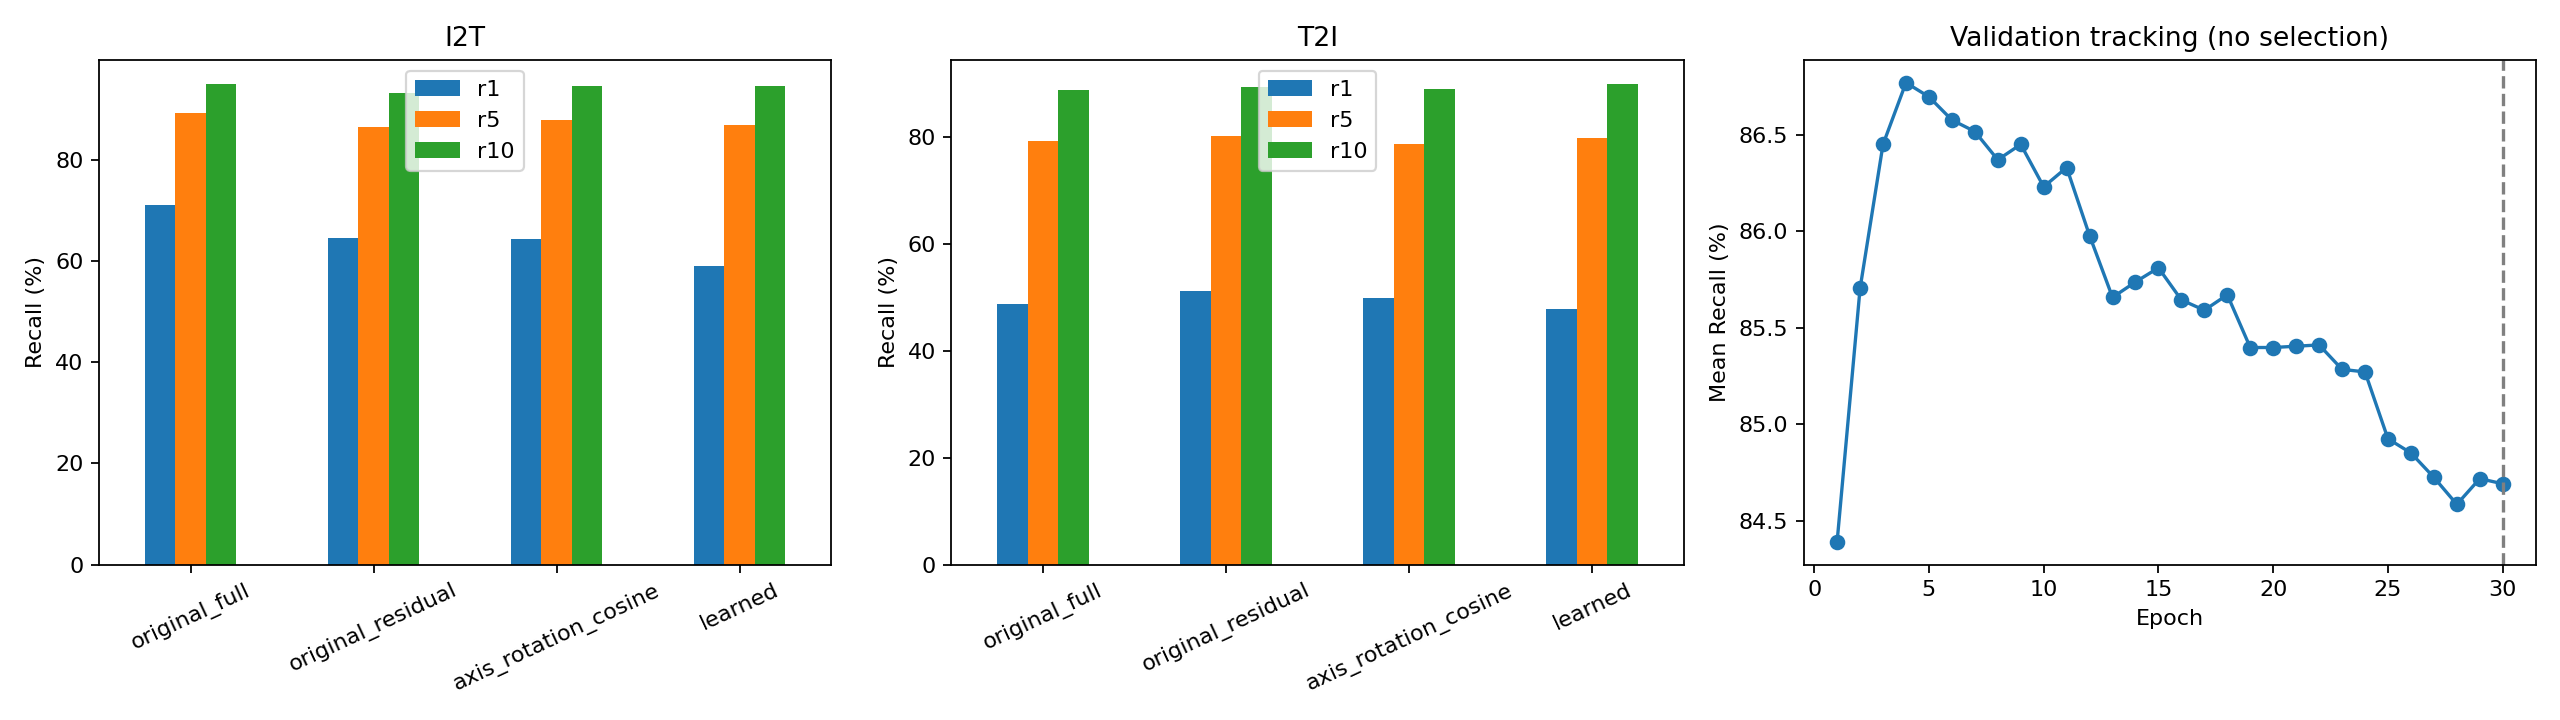 I2T
Recall (%)
80
60
40
20
0
r1
r5
r10
original_full
original_residual
axis_rotation_cosine
learned
T2I
Recall (%)
80
60
40
20
0
r1
r5
r10
original_full
original_residual
axis_rotation_cosine
learned
Validation tracking (no selection)
Mean Recall (%)
86.5
86.0
85.5
85.0
84.5
0 5 10 15 20 25 30
Epoch